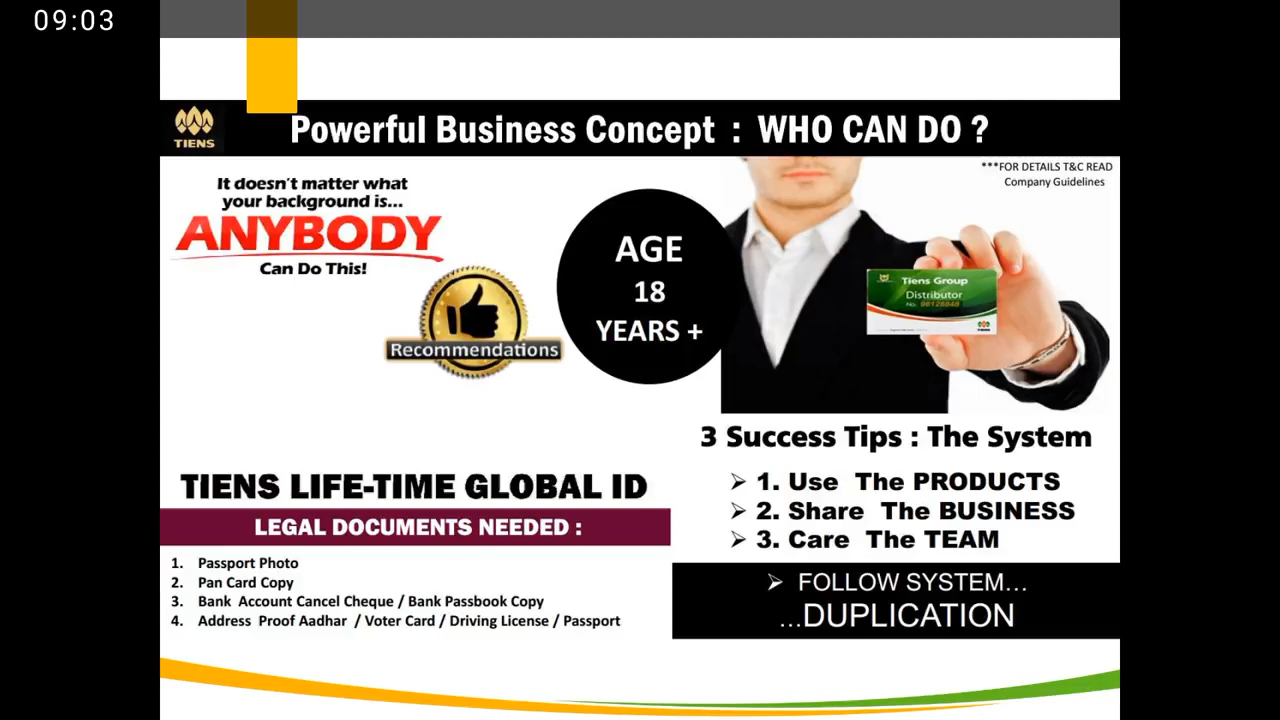 09:03
TIENS
Powerful Business Concept : WHO CAN DO ?
***FOR DETAILS T&C READ
Company Guidelines
It doesn't matter what
your background is...
ANYBODY
Can Do This!
Recommendations
AGE
18
YEARS +
Tiens Group
Distributor
No. 96128848
TIENS
3 Success Tips : The System
➢ 1. Use The PRODUCTS
➢ 2. Share The BUSINESS
➢ 3. Care The TEAM
➢ FOLLOW SYSTEM...
...DUPLICATION
TIENS LIFE-TIME GLOBAL ID
LEGAL DOCUMENTS NEEDED :
1. Passport Photo
2. Pan Card Copy
3. Bank Account Cancel Cheque / Bank Passbook Copy
4. Address Proof Aadhar / Voter Card / Driving License / Passport